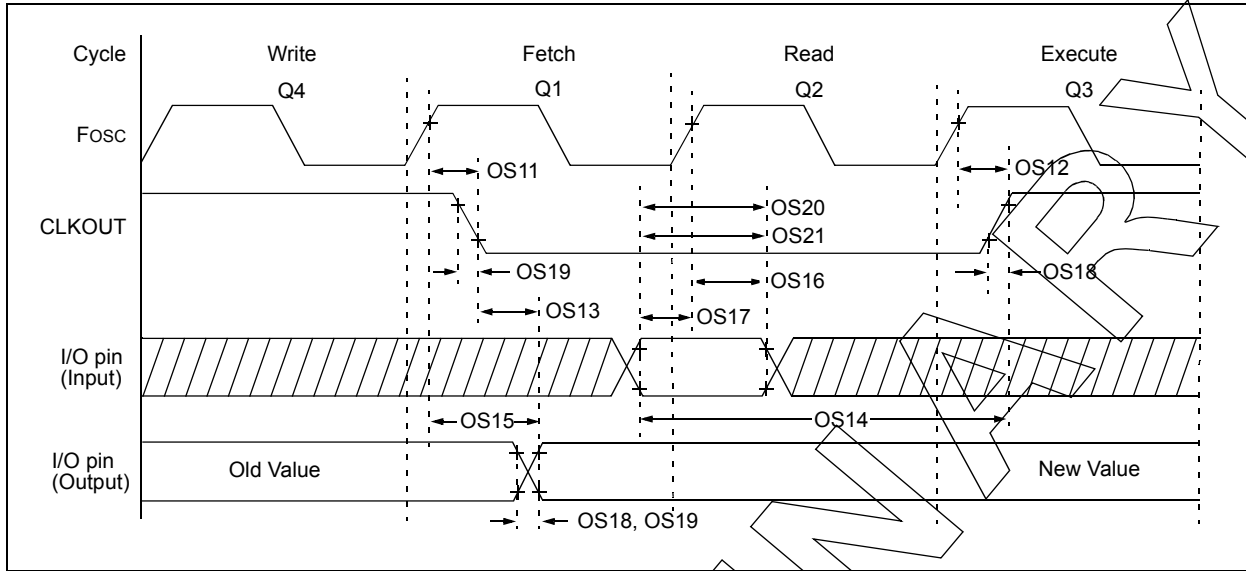 Cycle Write Fetch Read Execute
Q4 Q1 Q2 Q3
FOSC
OS11 OS12
CLKOUT
OS20
OS21
OS19 OS16 OS18
OS13 OS17
I/O pin
(Input)
OS15 OS14
I/O pin
(Output)
Old Value New Value
OS18, OS19
NARY